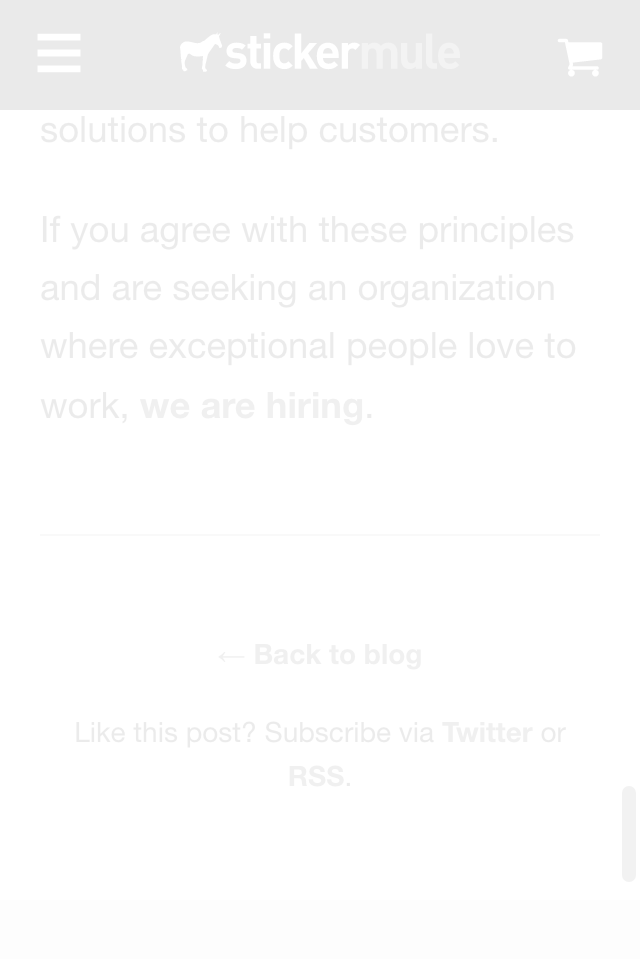 stickermule
solutions to help customers.
If you agree with these principles
and are seeking an organization
where exceptional people love to
work, we are hiring.
← Back to blog
Like this post? Subscribe via Twitter or
RSS.